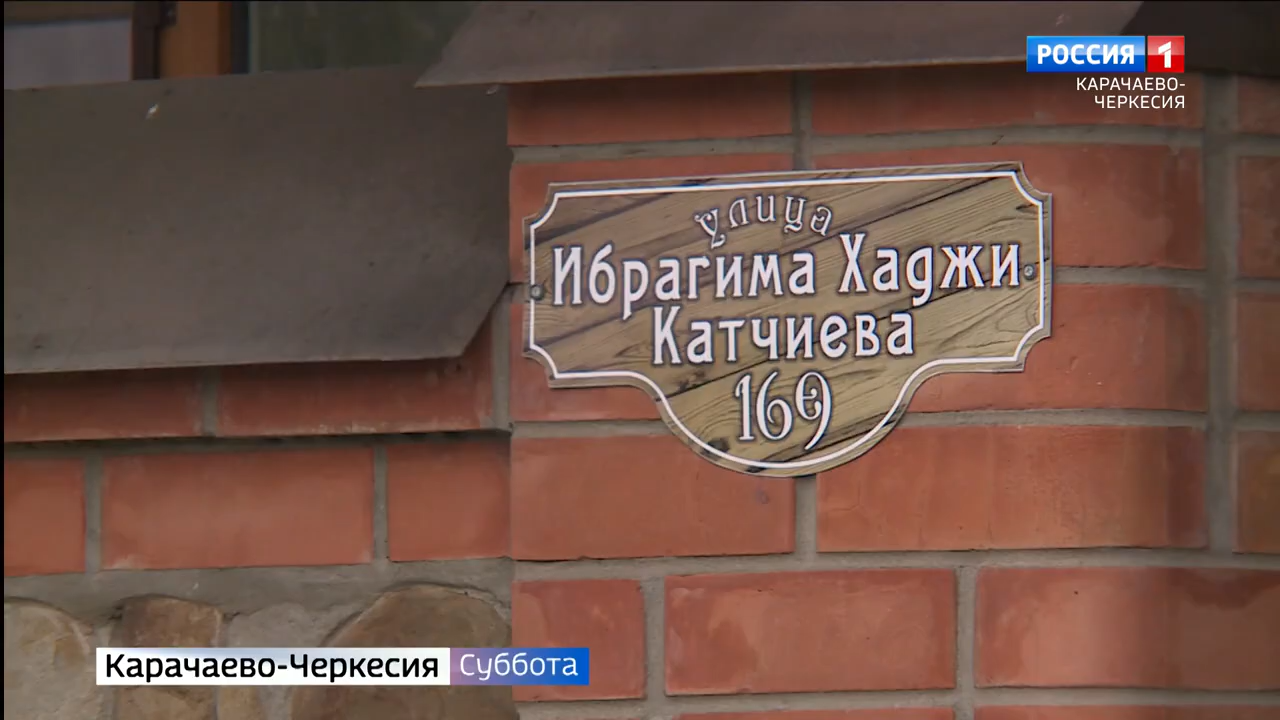 РОССИЯ 1
КАРАЧАЕВО-
ЧЕРКЕСИЯ
улица
Ибрагима Хаджи
Катчиева
169
Карачаево-Черкесия Суббота